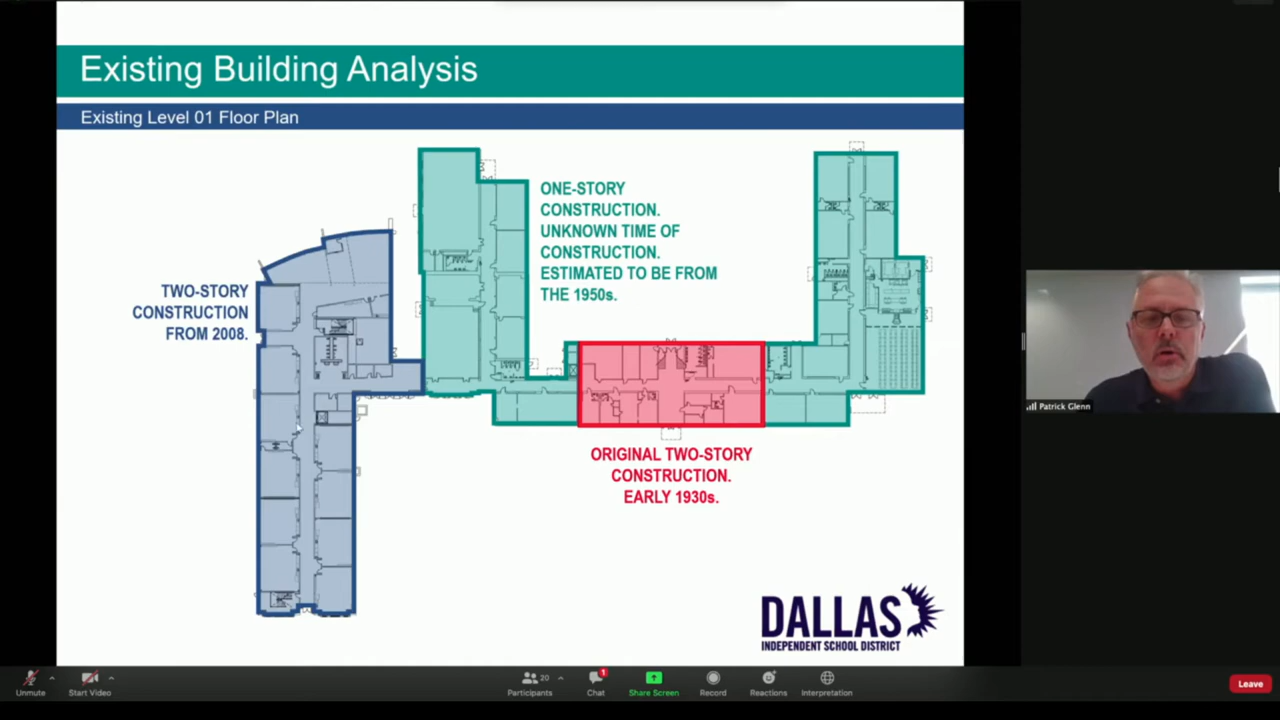 Existing Building Analysis
Existing Level 01 Floor Plan
ONE-STORY
CONSTRUCTION.
UNKNOWN TIME OF
CONSTRUCTION.
ESTIMATED TO BE FROM
THE 1950s.
TWO-STORY
CONSTRUCTION
FROM 2008.
ORIGINAL TWO-STORY
CONSTRUCTION.
EARLY 1930s.
DALLAS
INDEPENDENT SCHOOL DISTRICT
Patrick Glenn
Unmute
Start Video
20
Participants
1
Chat
Share Screen
Record
Reactions
Interpretation
Leave